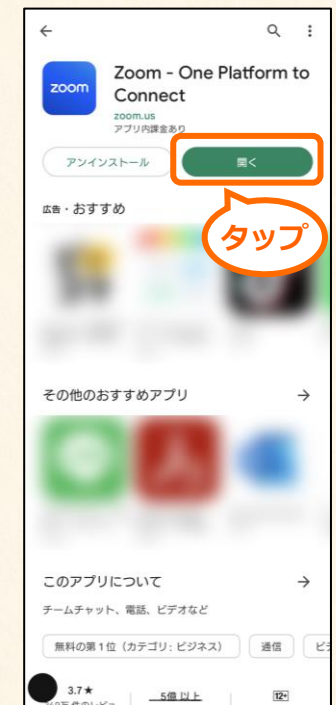 zoom
Zoom - One Platform to
Connect
zoom.us
アプリ内課金あり
アンインストール
開く
タップ
広告・おすすめ
その他のおすすめアプリ
このアプリについて
チームチャット、電話、ビデオなど
無料の第1位（カテゴリ: ビジネス）
通信
ビ
3.7★
5億 以上
12+